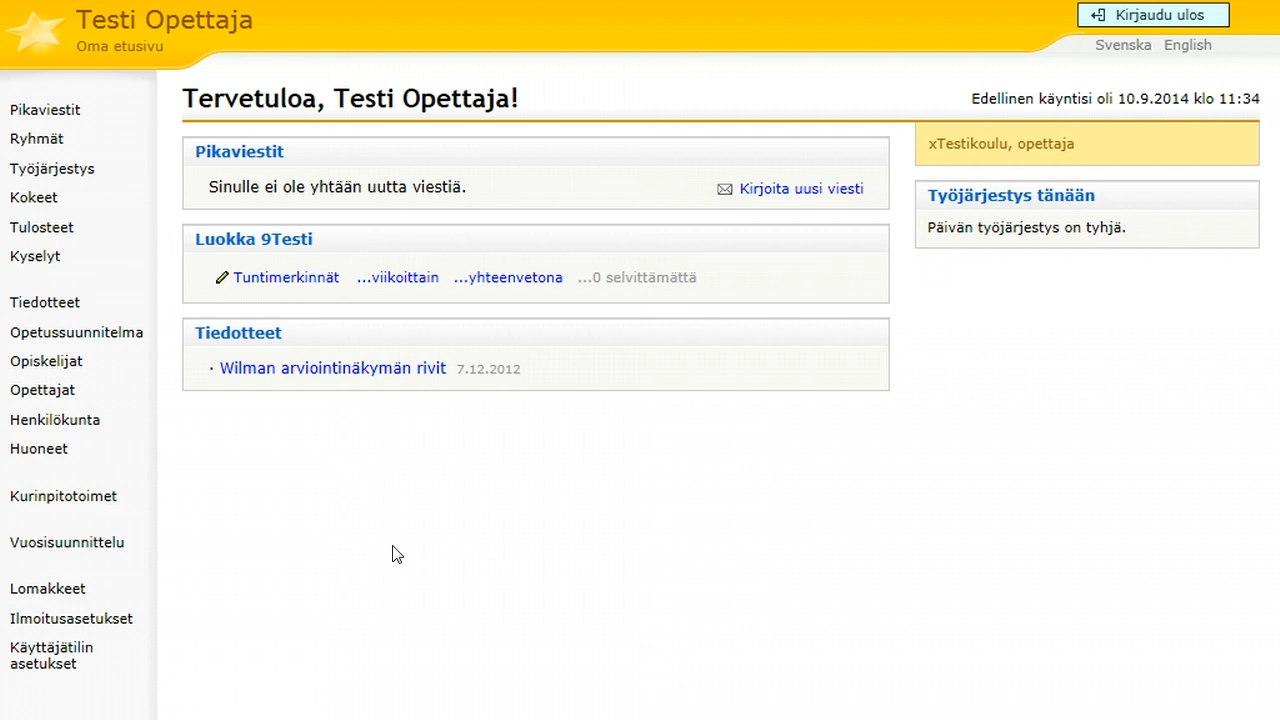 Testi Opettaja
Oma etusivu
Kirjaudu ulos
Svenska English
Pikaviestit
Ryhmät
Työjärjestys
Kokeet
Tulosteet
Kyselyt
Tiedotteet
Opetussuunnitelma
Opiskelijat
Opettajat
Henkilökunta
Huoneet
Kurinpitotoimet
Vuosisuunnittelu
Lomakkeet
Ilmoitusasetukset
Käyttäjätilin
asetukset
Tervetuloa, Testi Opettaja!
Edellinen käyntisi oli 10.9.2014 klo 11:34
Pikaviestit
Sinulle ei ole yhtään uutta viestiä.
Kirjoita uusi viesti
Luokka 9Testi
Tuntimerkinnät ...viikoittain ...yhteenvetona ...0 selvittämättä
Tiedotteet
· Wilman arviointinäkymän rivit 7.12.2012
xTestikoulu, opettaja
Työjärjestys tänään
Päivän työjärjestys on tyhjä.